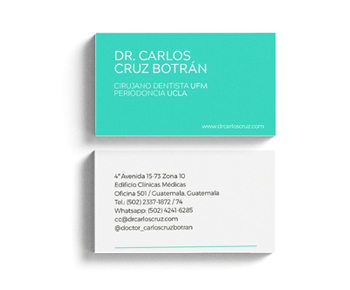 DR. CARLOS
CRUZ BOTRÁN
CIRUJANO DENTISTA UFM
PERIODONCIA UCLA
www.drcarloscruz.com
4ª Avenida 15-73 Zona 10
Edificio Clínicas Médicas
Oficina 501 / Guatemala, Guatemala
Tel.: (502) 2337-1872 / 74
Whatsapp: (502) 4241-6285
cc@drcarloscruz.com
@doctor_carloscruzbotran